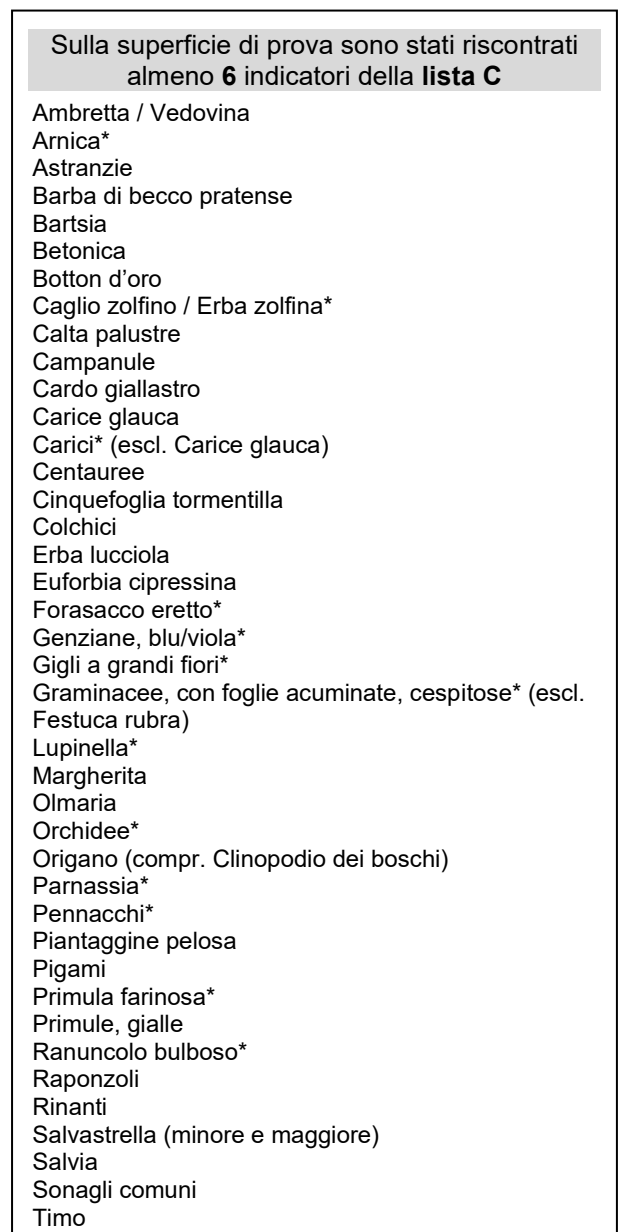 Sulla superficie di prova sono stati riscontrati
almeno 6 indicatori della lista C
Ambretta / Vedovina
Arnica*
Astranzie
Barba di becco pratense
Bartsia
Betonica
Botton d’oro
Caglio zolfino / Erba zolfina*
Calta palustre
Campanule
Cardo giallastro
Carice glauca
Carici* (escl. Carice glauca)
Centauree
Cinquefoglia tormentilla
Colchici
Erba lucciola
Euforbia cipressina
Forasacco eretto*
Genziane, blu/viola*
Gigli a grandi fiori*
Graminacee, con foglie acuminate, cespitose* (escl.
Festuca rubra)
Lupinella*
Margherita
Olmaria
Orchidee*
Origano (compr. Clinopodio dei boschi)
Parnassia*
Pennacchi*
Piantaggine pelosa
Pigami
Primula farinosa*
Primule, gialle
Ranuncolo bulboso*
Raponzoli
Rinanti
Salvastrella (minore e maggiore)
Salvia
Sonagli comuni
Timo